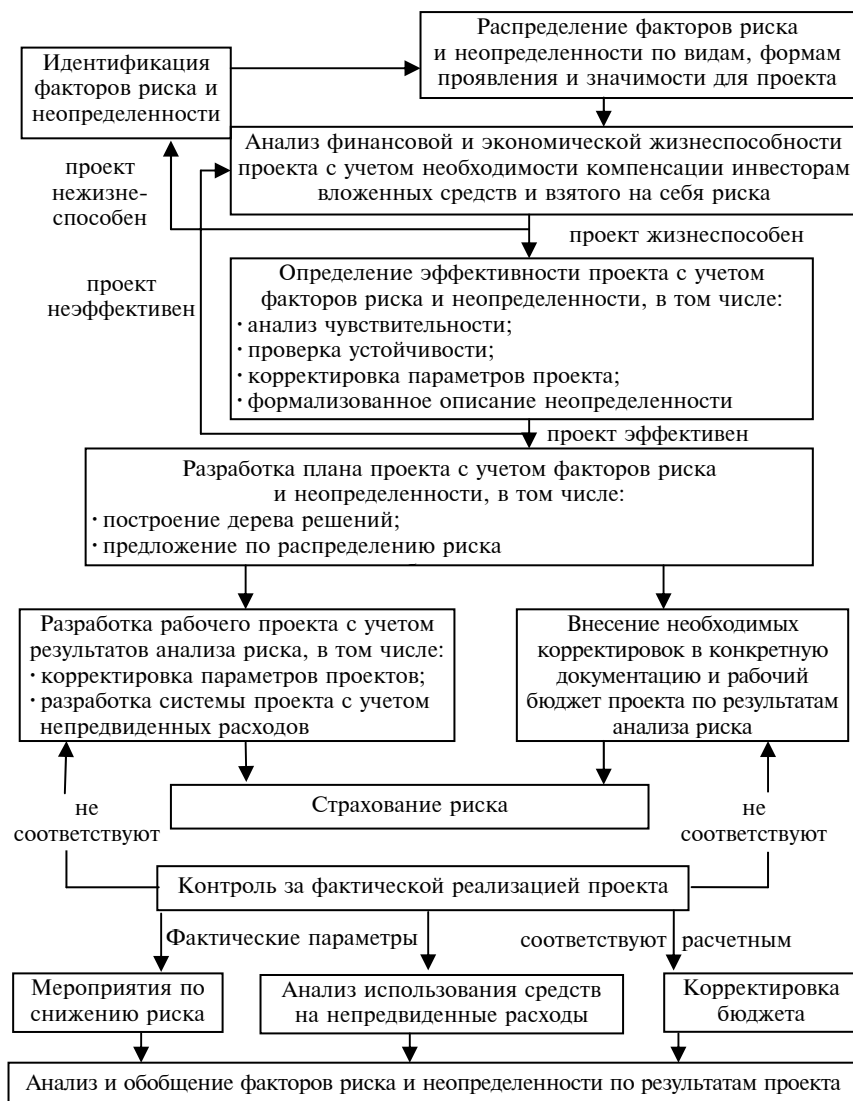 Распределение факторов риска
и неопределенности по видам, формам
проявления и значимости для проекта
Идентификация
факторов риска и
неопределенности
Анализ финансовой и экономической жизнеспособности
проекта с учетом необходимости компенсации инвесторам
вложенных средств и взятого на себя риска
проект
нежизне-
способен
проект жизнеспособен
проект
неэффективен
Определение эффективности проекта с учетом
факторов риска и неопределенности, в том числе:
· анализ чувствительности;
· проверка устойчивости;
· корректировка параметров проекта;
· формализованное описание неопределенности
проект эффективен
Разработка плана проекта с учетом факторов риска
и неопределенности, в том числе:
· построение дерева решений;
· предложение по распределению риска
Разработка рабочего проекта с учетом
результатов анализа риска, в том числе:
· корректировка параметров проектов;
· разработка системы проекта с учетом
непредвиденных расходов
Внесение необходимых
корректировок в конкретную
документацию и рабочий
бюджет проекта по результатам
анализа риска
Страхование риска
не
соответствуют
не
соответствуют
Контроль за фактической реализацией проекта
Фактические параметры
соответствуют расчетным
Мероприятия по
снижению риска
Анализ использования средств
на непредвиденные расходы
Корректировка
бюджета
Анализ и обобщение факторов риска и неопределенности по результатам проекта